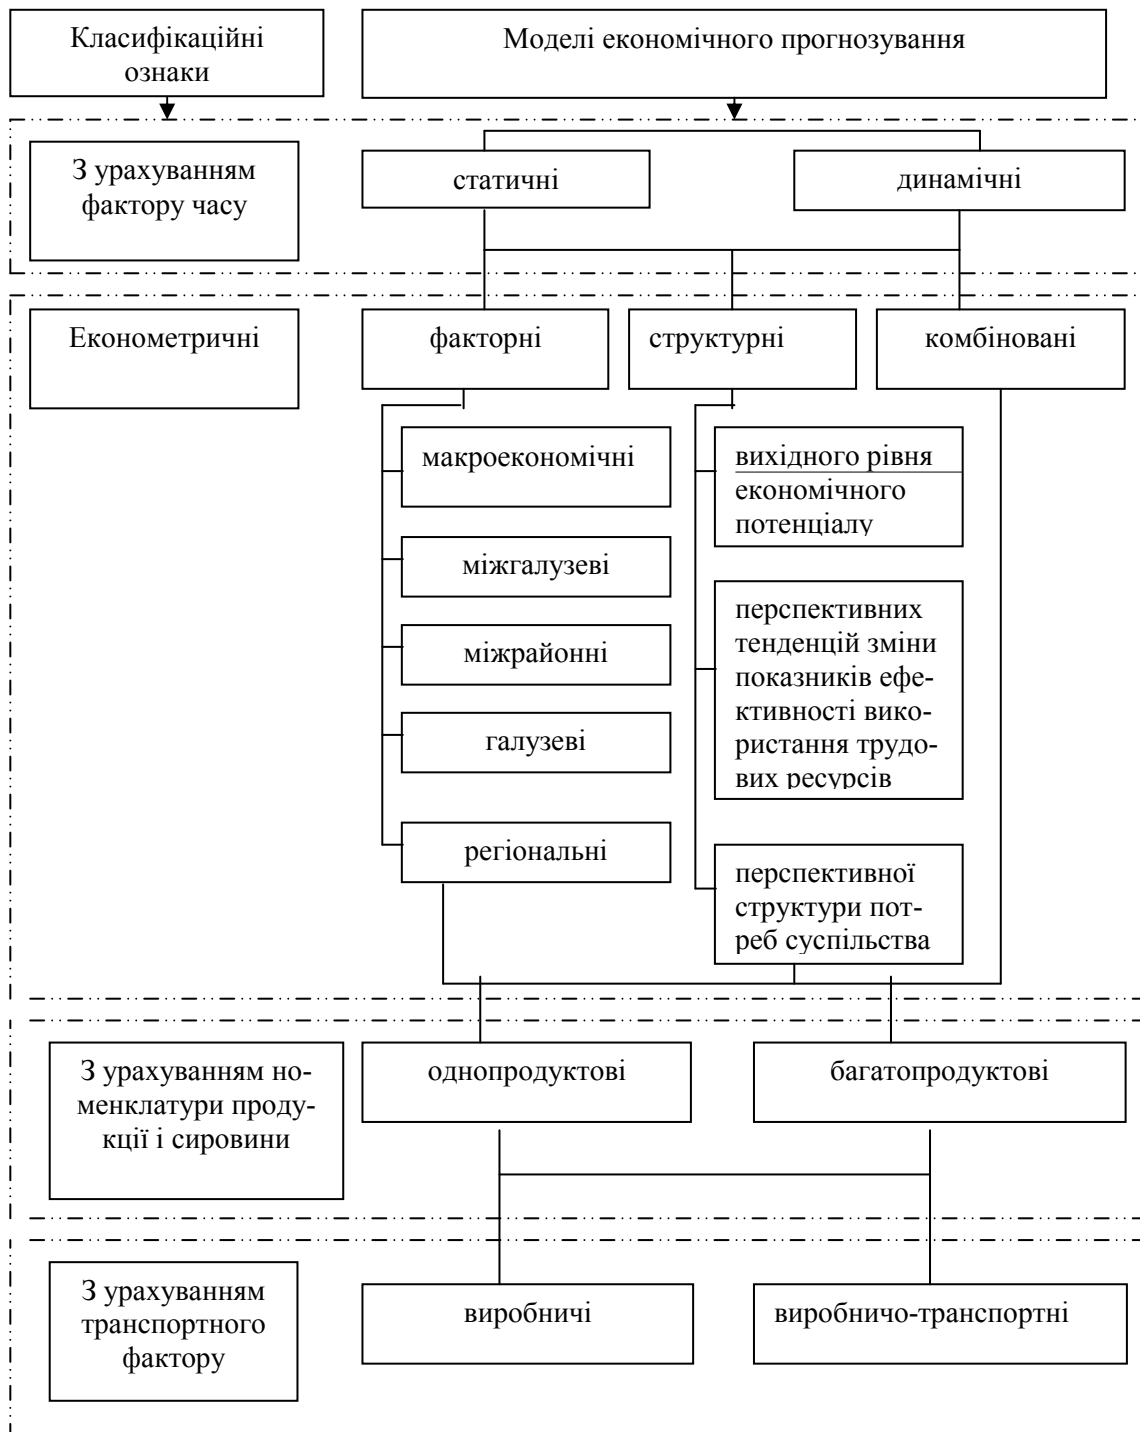 Класифікаційні
ознаки
Моделі економічного прогнозування
З урахуванням
фактору часу
статичні
динамічні
Економетричні
факторні
структурні
комбіновані
макроекономічні
міжгалузеві
міжрайонні
галузеві
регіональні
вихідного рівня
економічного
потенціалу
перспективних
тенденцій зміни
показників ефе-
ктивності вико-
ристання трудо-
вих ресурсів
перспективної
структури пот-
реб суспільства
З урахуванням но-
менклатури проду-
кції і сировини
однопродуктові
багатопродуктові
З урахуванням
транспортного
фактору
виробничі
виробничо-транспортні